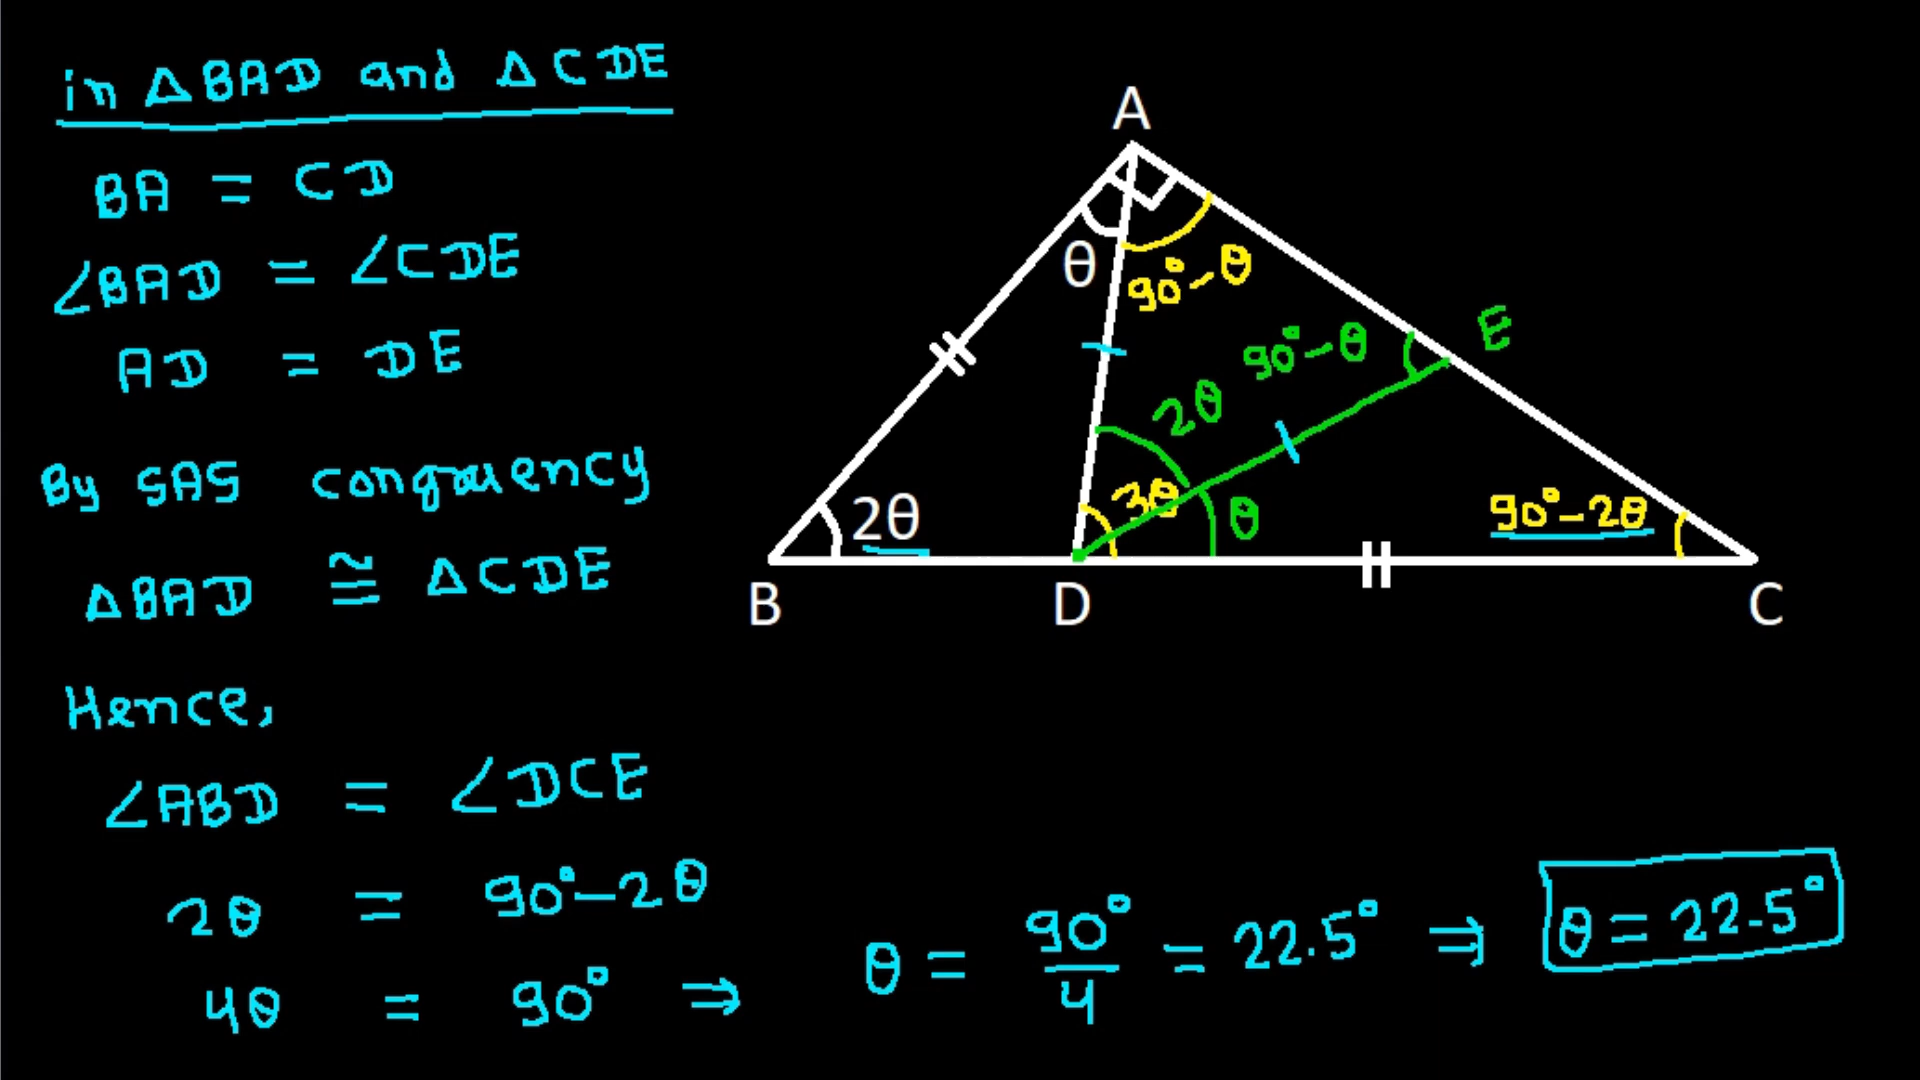 in ΔBAD and ΔCDE
BA = CD
∠BAD = ∠CDE
AD = DE
By SAS congruency
ΔBAD ≅ ΔCDE
Hence,
∠ABD = ∠DCE
2θ = 90°-2θ
4θ = 90° ⇒ θ = 90°/4 = 22.5° ⇒ θ = 22.5°
A
θ
90°-θ
E
90°-θ
2θ
3θ
θ
2θ
90°-2θ
B
D
C